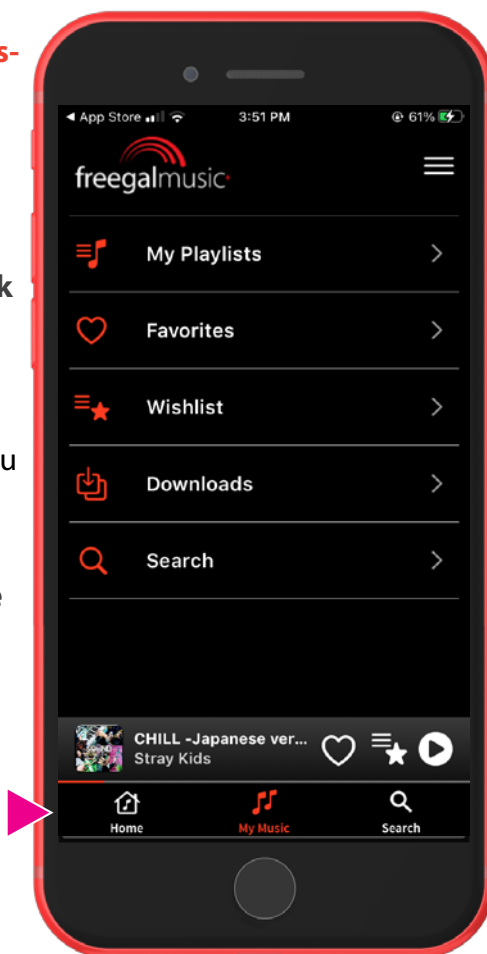 s-
k
u
e
App Store 3:51 PM 61%
freegalmusic+
My Playlists
Favorites
Wishlist
Downloads
Search
CHILL -Japanese ver...
Stray Kids
Home My Music Search